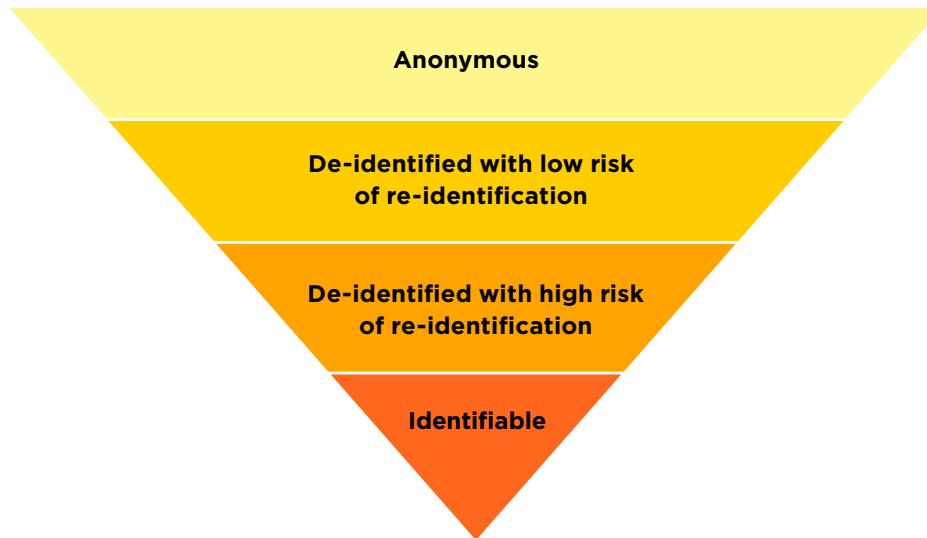 Anonymous
De-identified with low risk
of re-identification
De-identified with high risk
of re-identification
Identifiable